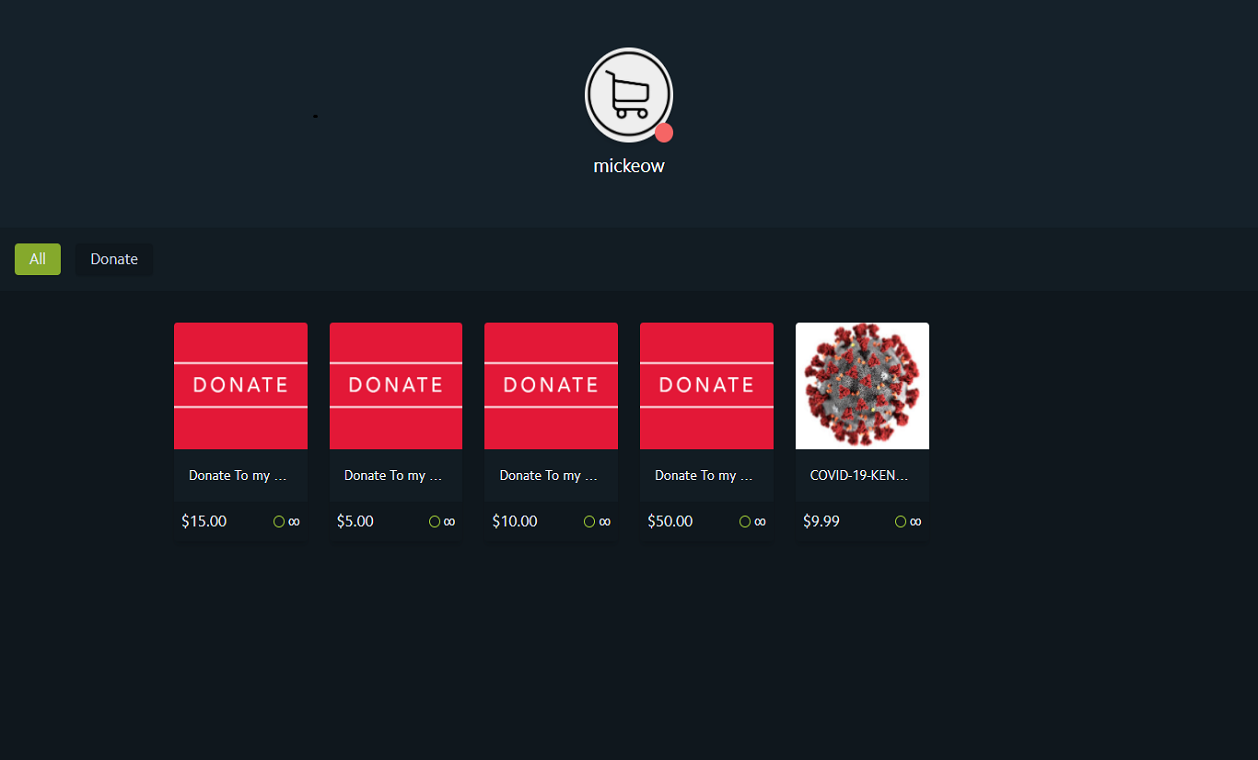 mickeow
All
Donate
DONATE
DONATE
DONATE
DONATE
Donate To my ...
Donate To my ...
Donate To my ...
Donate To my ...
COVID-19-KEN...
$15.00 ∞
$5.00 ∞
$10.00 ∞
$50.00 ∞
$9.99 ∞